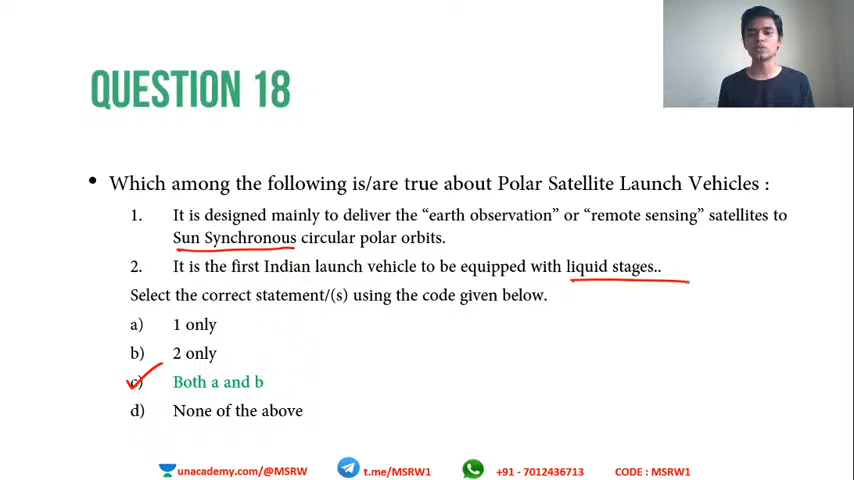 QUESTION 18
• Which among the following is/are true about Polar Satellite Launch Vehicles :
1. It is designed mainly to deliver the “earth observation” or “remote sensing” satellites to
Sun Synchronous circular polar orbits.
2. It is the first Indian launch vehicle to be equipped with liquid stages..
Select the correct statement/(s) using the code given below.
a) 1 only
b) 2 only
c) Both a and b
d) None of the above
unacademy.com/@MSRW t.me/MSRW1 +91 - 7012436713 CODE : MSRW1